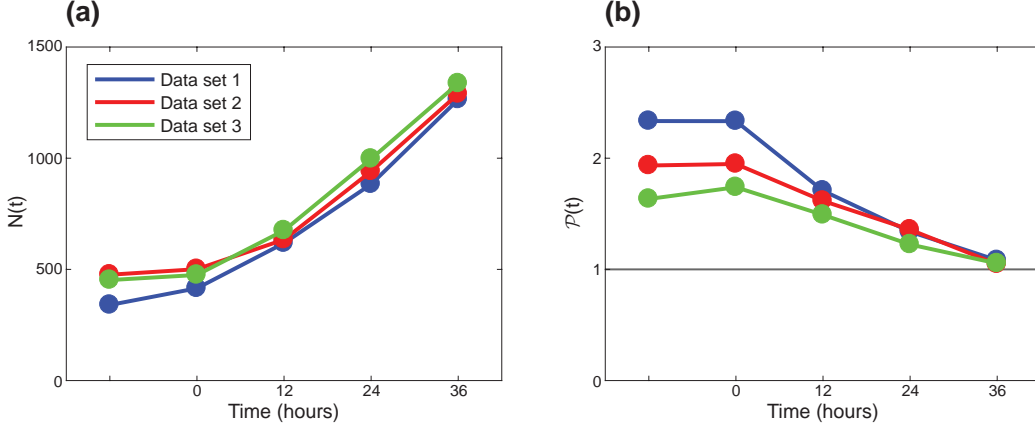 (a)
1500
1000
500
0
N(t)
Data set 1
Data set 2
Data set 3
0 12 24 36
Time (hours)
(b)
3
2
1
0
𝒫(t)
0 12 24 36
Time (hours)